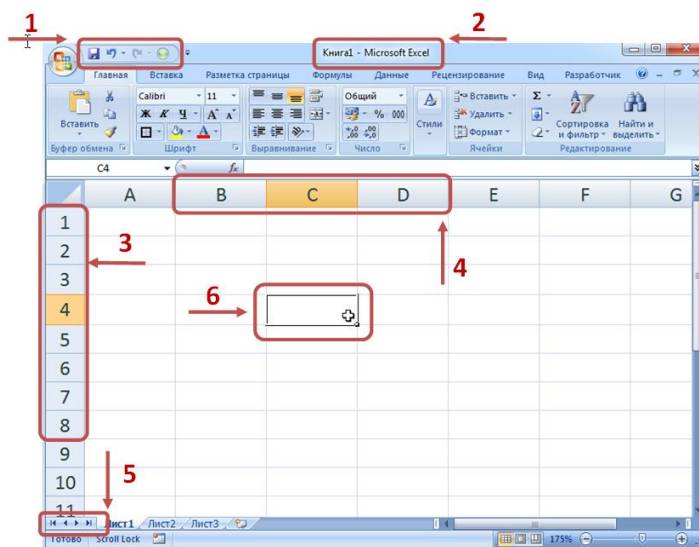 1
2
Книга1 - Microsoft Excel
Главная Вставка Разметка страницы Формулы Данные Рецензирование Вид Разработчик
Calibri 11 Общий Вставить Σ
Ж К Ч А А % 000 Удалить
Вставить А Стили Формат Сортировка и фильтр Найти и выделить
Буфер обмена Шрифт Выравнивание Число Ячейки Редактирование
C4 fx
A B C D E F G
1
2
3
3
4
6
4
5
6
7
8
9
5
10
11
Лист1 Лист2 Лист3
Готово Scroll Lock 175%